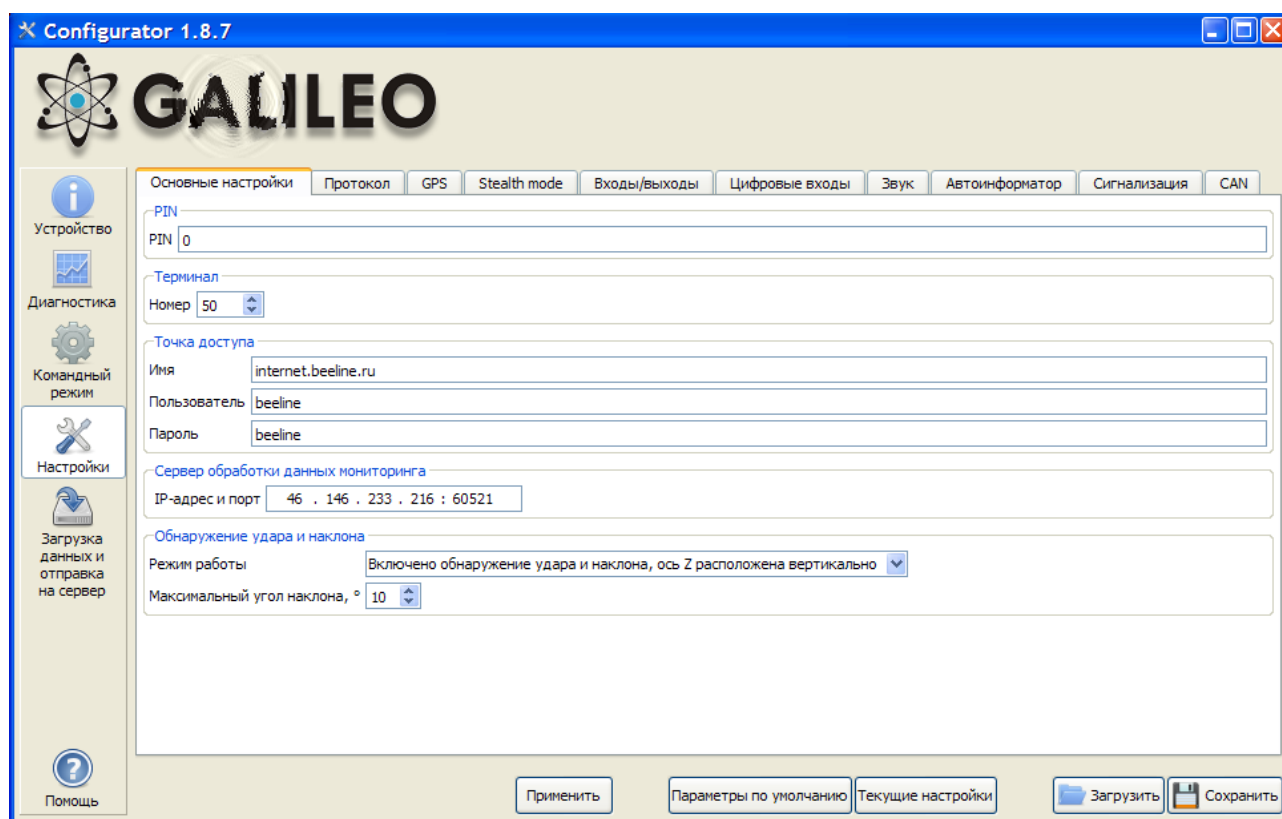 Configurator 1.8.7
GALILEO
Устройство
Диагностика
Командный
режим
Настройки
Загрузка
данных и
отправка
на сервер
Помощь
Основные настройки Протокол GPS Stealth mode Входы/выходы Цифровые входы Звук Автоинформатор Сигнализация CAN
PIN
PIN 0
Терминал
Номер 50
Точка доступа
Имя internet.beeline.ru
Пользователь beeline
Пароль beeline
Сервер обработки данных мониторинга
IP-адрес и порт 46 . 146 . 233 . 216 : 60521
Обнаружение удара и наклона
Режим работы Включено обнаружение удара и наклона, ось Z расположена вертикально
Максимальный угол наклона, ° 10
Применить Параметры по умолчанию Текущие настройки Загрузить Сохранить